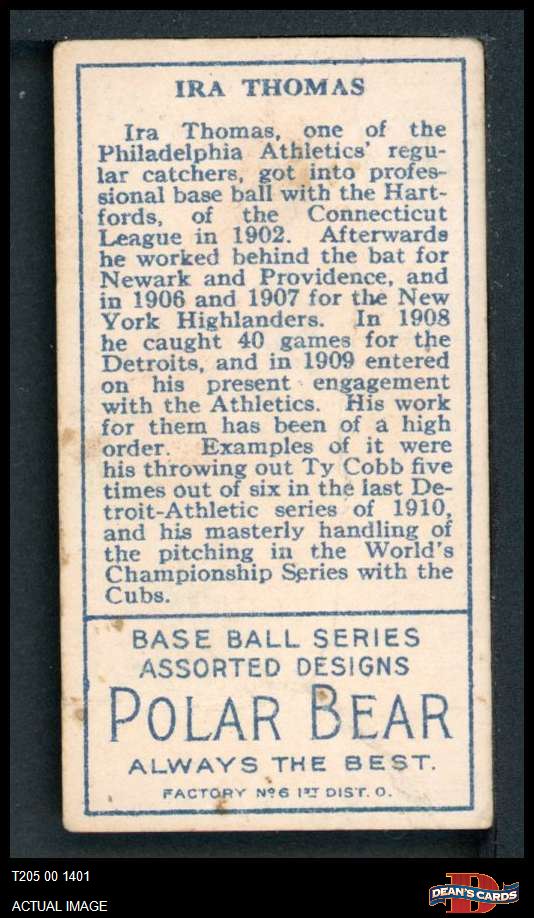 IRA THOMAS
Ira Thomas, one of the
Philadelphia Athletics' regu-
lar catchers, got into profes-
sional base ball with the Hart-
fords, of the Connecticut
League in 1902. Afterwards
he worked behind the bat for
Newark and Providence, and
in 1906 and 1907 for the New
York Highlanders. In 1908
he caught 40 games for the
Detroits, and in 1909 entered
on his present engagement
with the Athletics. His work
for them has been of a high
order. Examples of it were
his throwing out Ty Cobb five
times out of six in the last De-
troit-Athletic series of 1910,
and his masterly handling of
the pitching in the World's
Championship Series with the
Cubs.
BASE BALL SERIES
ASSORTED DESIGNS
POLAR BEAR
ALWAYS THE BEST.
FACTORY Nº6 1ST DIST. O.
T205 00 1401
ACTUAL IMAGE
D
DEAN'S CARDS